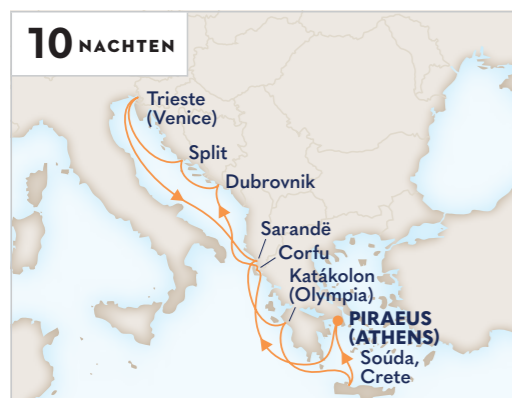 10 NACHTEN
Trieste
(Venice)
Split
Dubrovnik
Sarandë
Corfu
Katákolon
(Olympia)
PIRAEUS
(ATHENS)
Soúda,
Crete